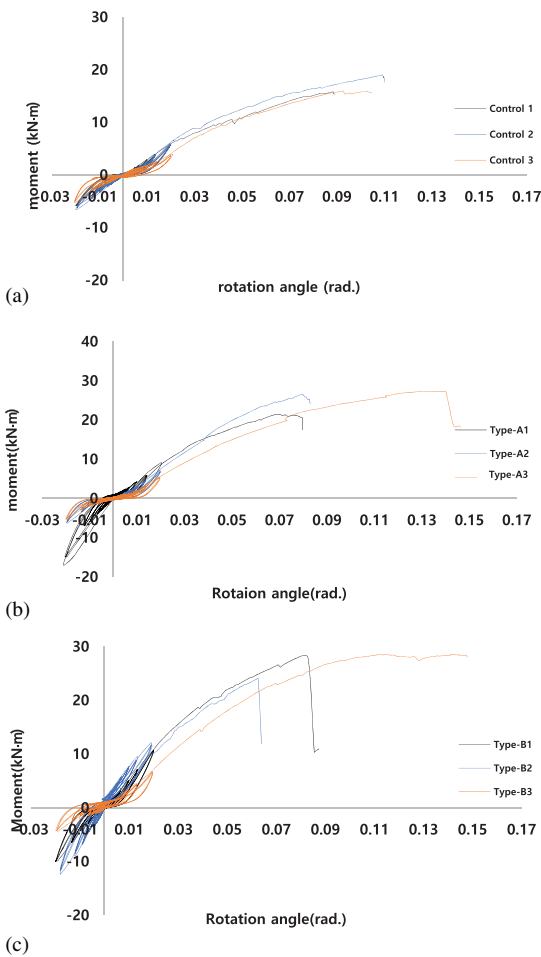 30
20
10
0
-10
-20
0.03 -0.01 0.01 0.03 0.05 0.07 0.09 0.11 0.13 0.15 0.17
moment (kN·m)
rotation angle (rad.)
Control 1
Control 2
Control 3
(a)
40
30
20
10
0
-10
-20
-0.03 -0.01 0.01 0.03 0.05 0.07 0.09 0.11 0.13 0.15 0.17
moment(kN·m)
Rotaion angle(rad.)
Type-A1
Type-A2
Type-A3
(b)
30
20
10
0
-10
-20
0.03 -0.01 0.01 0.03 0.05 0.07 0.09 0.11 0.13 0.15 0.17
Moment(kN·m)
Rotation angle(rad.)
Type-B1
Type-B2
Type-B3
(c)